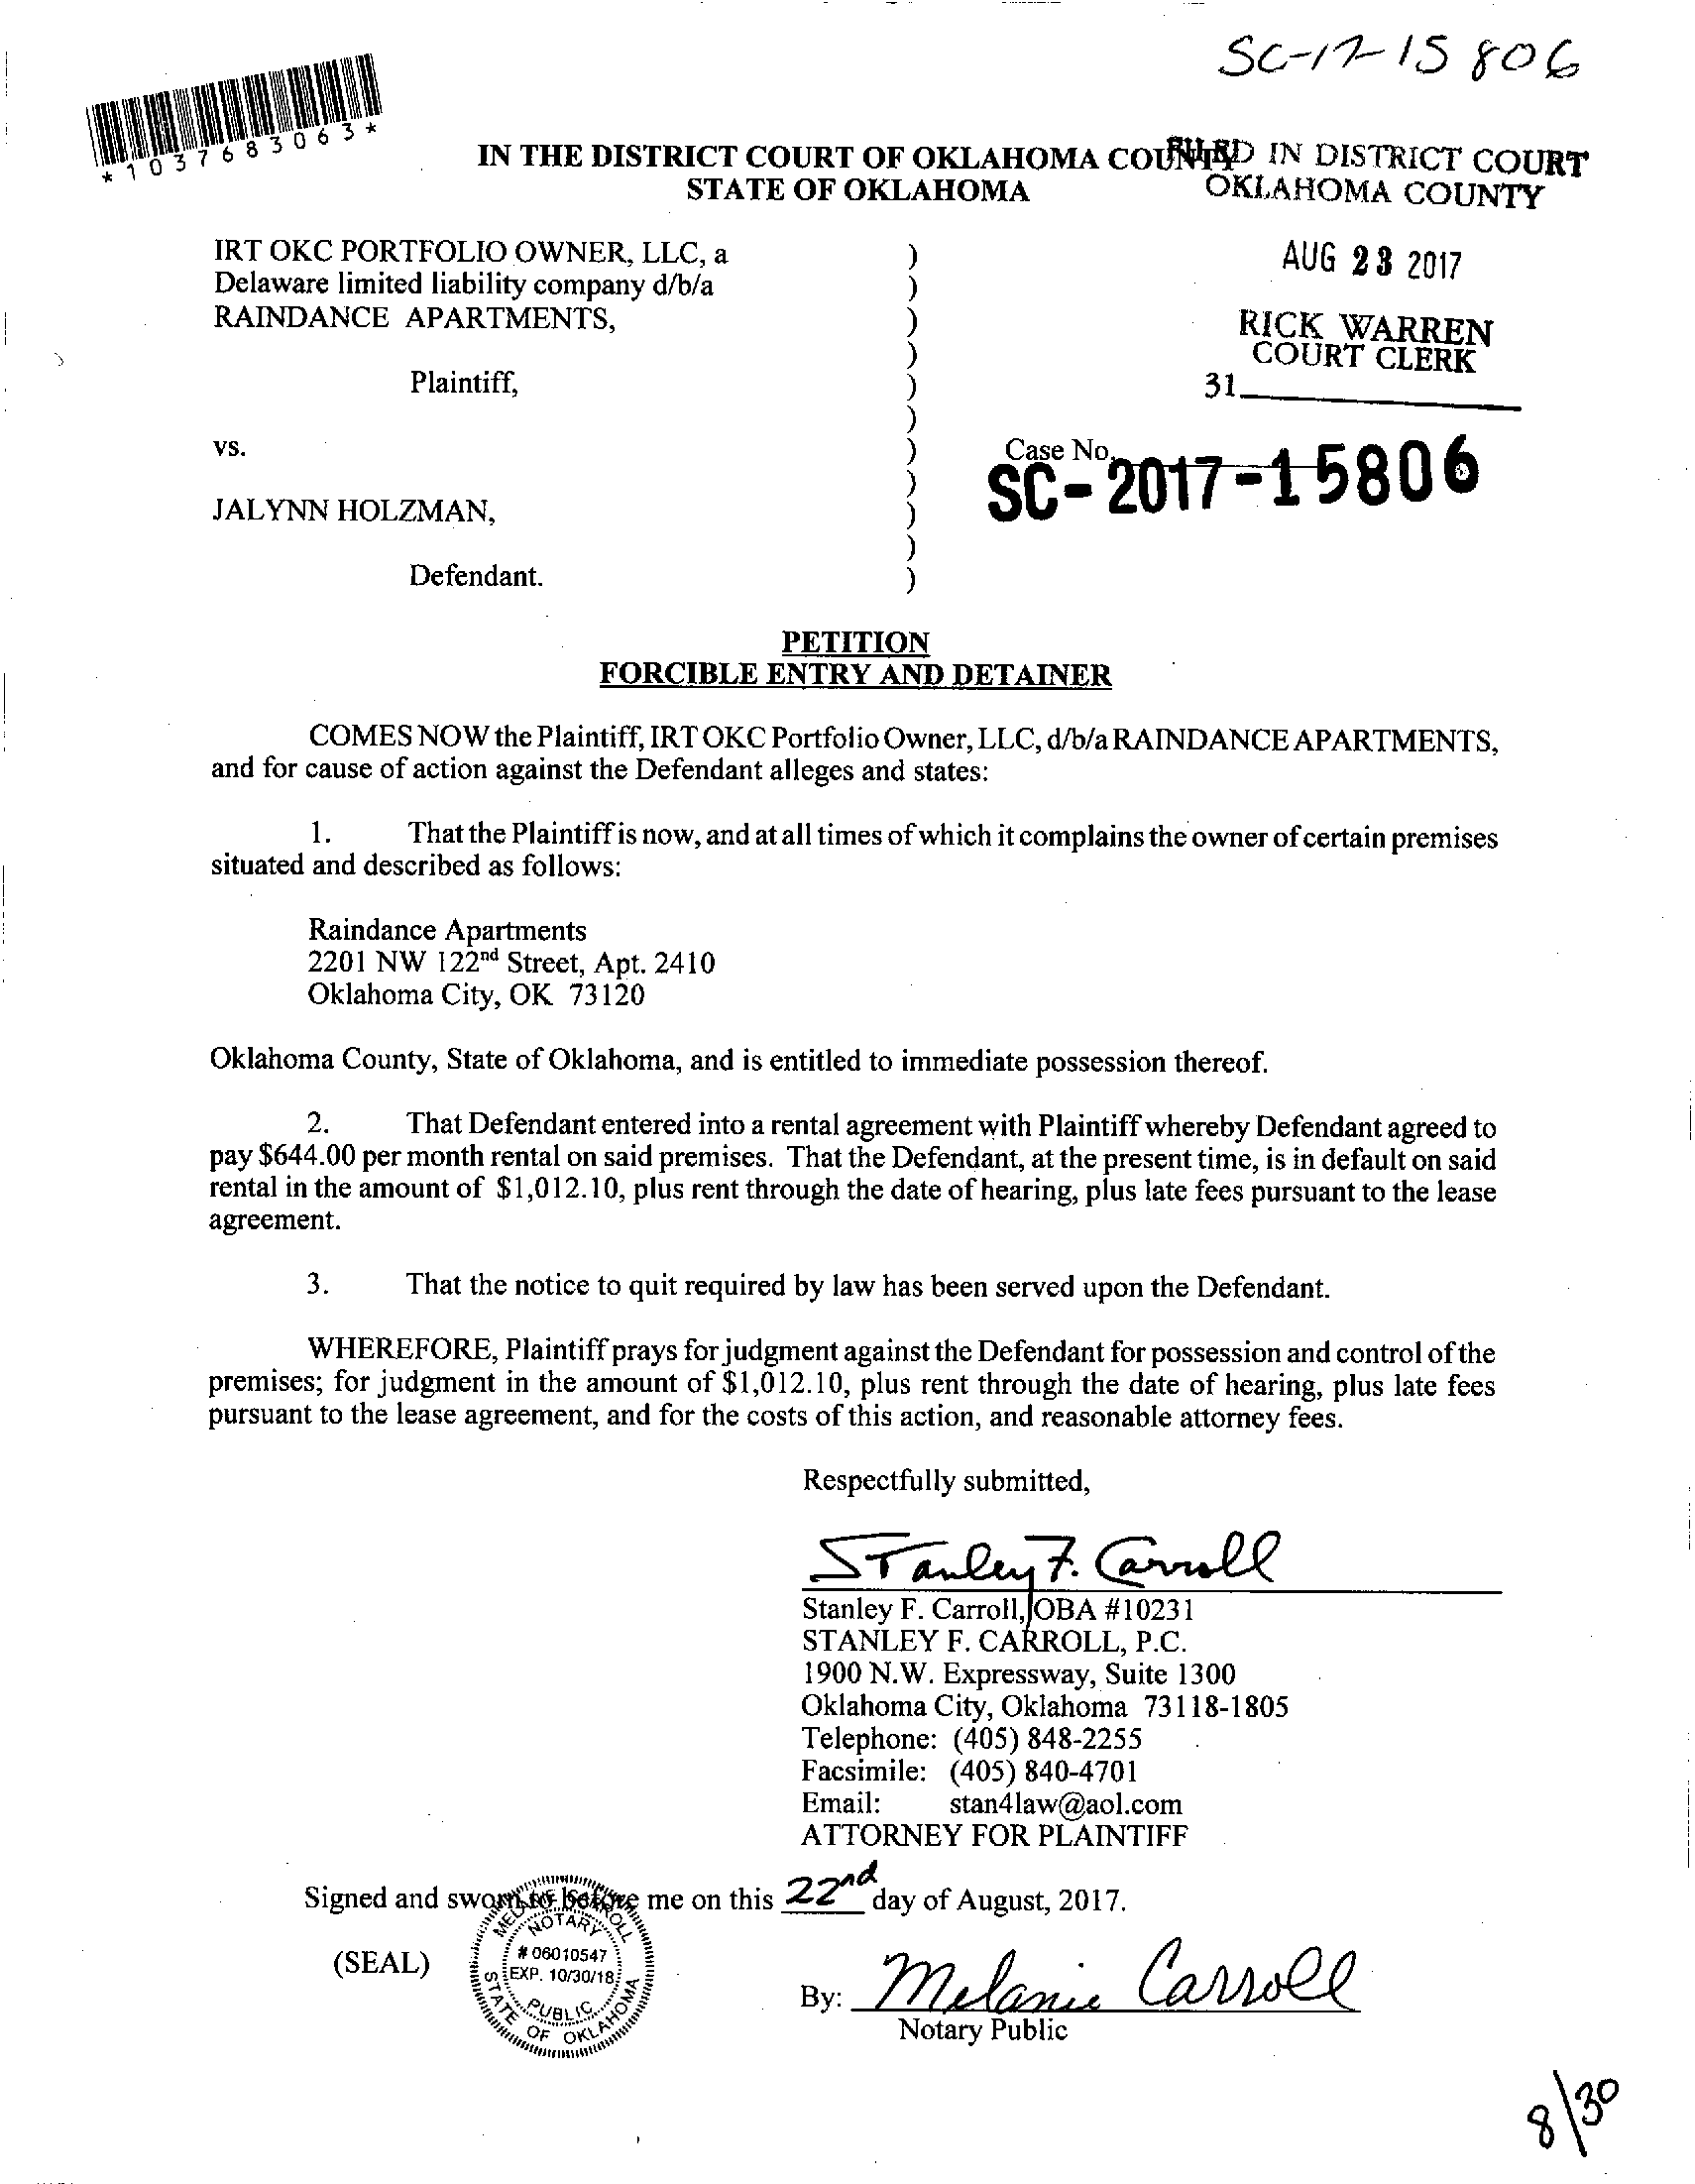 SC-17-15806
*1037683063*
IN THE DISTRICT COURT OF OKLAHOMA COUNTY
STATE OF OKLAHOMA
FILED IN DISTRICT COURT
OKLAHOMA COUNTY
AUG 23 2017
RICK WARREN
COURT CLERK
31
IRT OKC PORTFOLIO OWNER, LLC, a )
Delaware limited liability company d/b/a )
RAINDANCE APARTMENTS, )
)
Plaintiff, )
)
vs. )
)
JALYNN HOLZMAN, )
)
Defendant. )
Case No.
SC-2017-15806
PETITION
FORCIBLE ENTRY AND DETAINER
COMES NOW the Plaintiff, IRT OKC Portfolio Owner, LLC, d/b/a RAINDANCE APARTMENTS,
and for cause of action against the Defendant alleges and states:
1. That the Plaintiff is now, and at all times of which it complains the owner of certain premises
situated and described as follows:
Raindance Apartments
2201 NW 122nd Street, Apt. 2410
Oklahoma City, OK 73120
Oklahoma County, State of Oklahoma, and is entitled to immediate possession thereof.
2. That Defendant entered into a rental agreement with Plaintiff whereby Defendant agreed to
pay $644.00 per month rental on said premises. That the Defendant, at the present time, is in default on said
rental in the amount of $1,012.10, plus rent through the date of hearing, plus late fees pursuant to the lease
agreement.
3. That the notice to quit required by law has been served upon the Defendant.
WHEREFORE, Plaintiff prays for judgment against the Defendant for possession and control of the
premises; for judgment in the amount of $1,012.10, plus rent through the date of hearing, plus late fees
pursuant to the lease agreement, and for the costs of this action, and reasonable attorney fees.
Respectfully submitted,
Stanley F. Carroll
Stanley F. Carroll, OBA #10231
STANLEY F. CARROLL, P.C.
1900 N.W. Expressway, Suite 1300
Oklahoma City, Oklahoma 73118-1805
Telephone: (405) 848-2255
Facsimile: (405) 840-4701
Email: stan4law@aol.com
ATTORNEY FOR PLAINTIFF
Signed and sworn to before me on this 22nd day of August, 2017.
(SEAL)
MELANIE CARROLL
NOTARY
# 06010547
EXP. 10/30/18
PUBLIC
STATE OF OKLAHOMA
By: Melanie Carroll
Notary Public
8/30